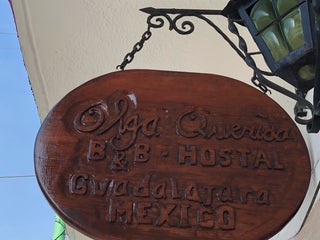 Olga Querida
B&B - HOSTAL
Guadalajara
MEXICO